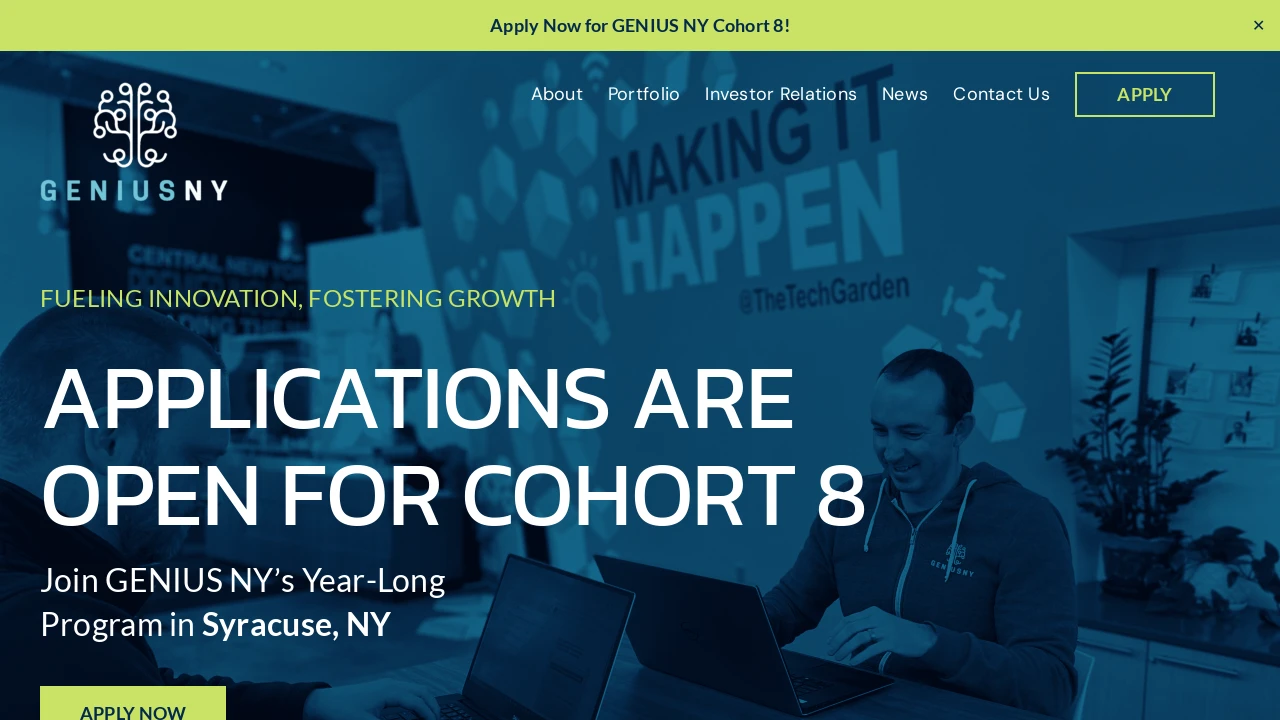 Apply Now for GENIUS NY Cohort 8!
×
About
Portfolio
Investor Relations
News
Contact Us
APPLY
GENIUSNY
MAKING IT
HAPPEN
@TheTechGarden
CENTRAL NEW YORK
FUELING INNOVATION, FOSTERING GROWTH
APPLICATIONS ARE
OPEN FOR COHORT 8
Join GENIUS NY’s Year-Long
Program in Syracuse, NY
GENIUSNY
APPLY NOW